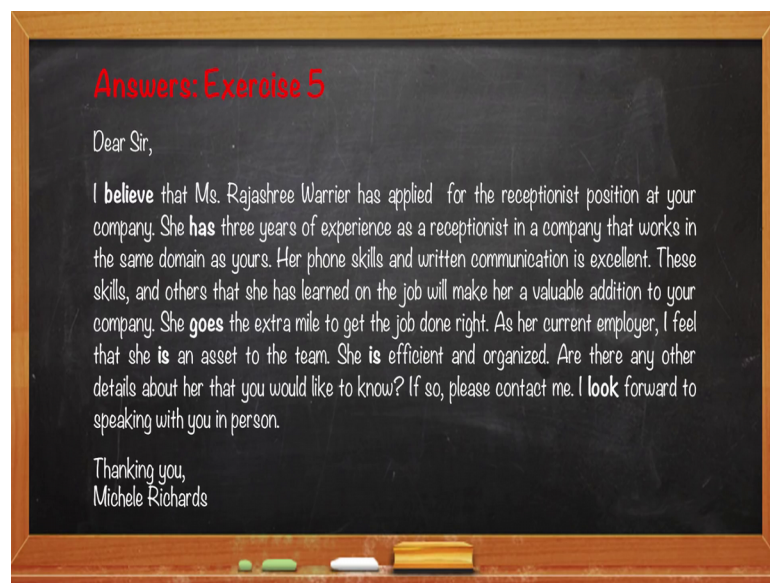 Answers: Exercise 5
Dear Sir,
I believe that Ms. Rajashree Warrier has applied for the receptionist position at your
company. She has three years of experience as a receptionist in a company that works in
the same domain as yours. Her phone skills and written communication is excellent. These
skills, and others that she has learned on the job will make her a valuable addition to your
company. She goes the extra mile to get the job done right. As her current employer, I feel
that she is an asset to the team. She is efficient and organized. Are there any other
details about her that you would like to know? If so, please contact me. I look forward to
speaking with you in person.
Thanking you,
Michele Richards